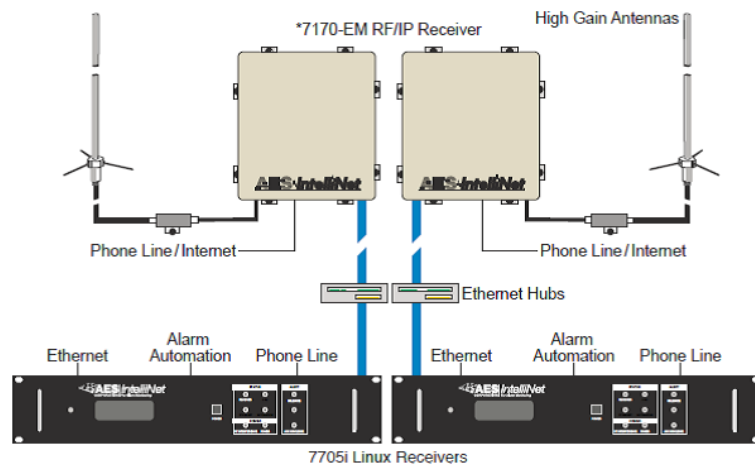 *7170-EM RF/IP Receiver
High Gain Antennas
AES IntelliNet
AES IntelliNet
Phone Line/Internet
Phone Line/Internet
Ethernet Hubs
Ethernet
Alarm
Automation
Phone Line
Ethernet
Alarm
Automation
Phone Line
AES IntelliNet
AES IntelliNet
7705i Linux Receivers